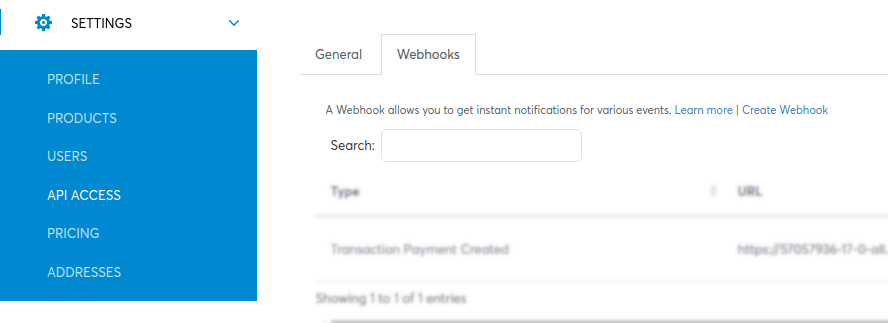 SETTINGS
General
Webhooks
PROFILE
A Webhook allows you to get instant notifications for various events. Learn more | Create Webhook
PRODUCTS
Search:
USERS
Type
URL
API ACCESS
PRICING
Transaction Payment Created
https://57057936-17-0-all.
ADDRESSES
Showing 1 to 1 of 1 entries